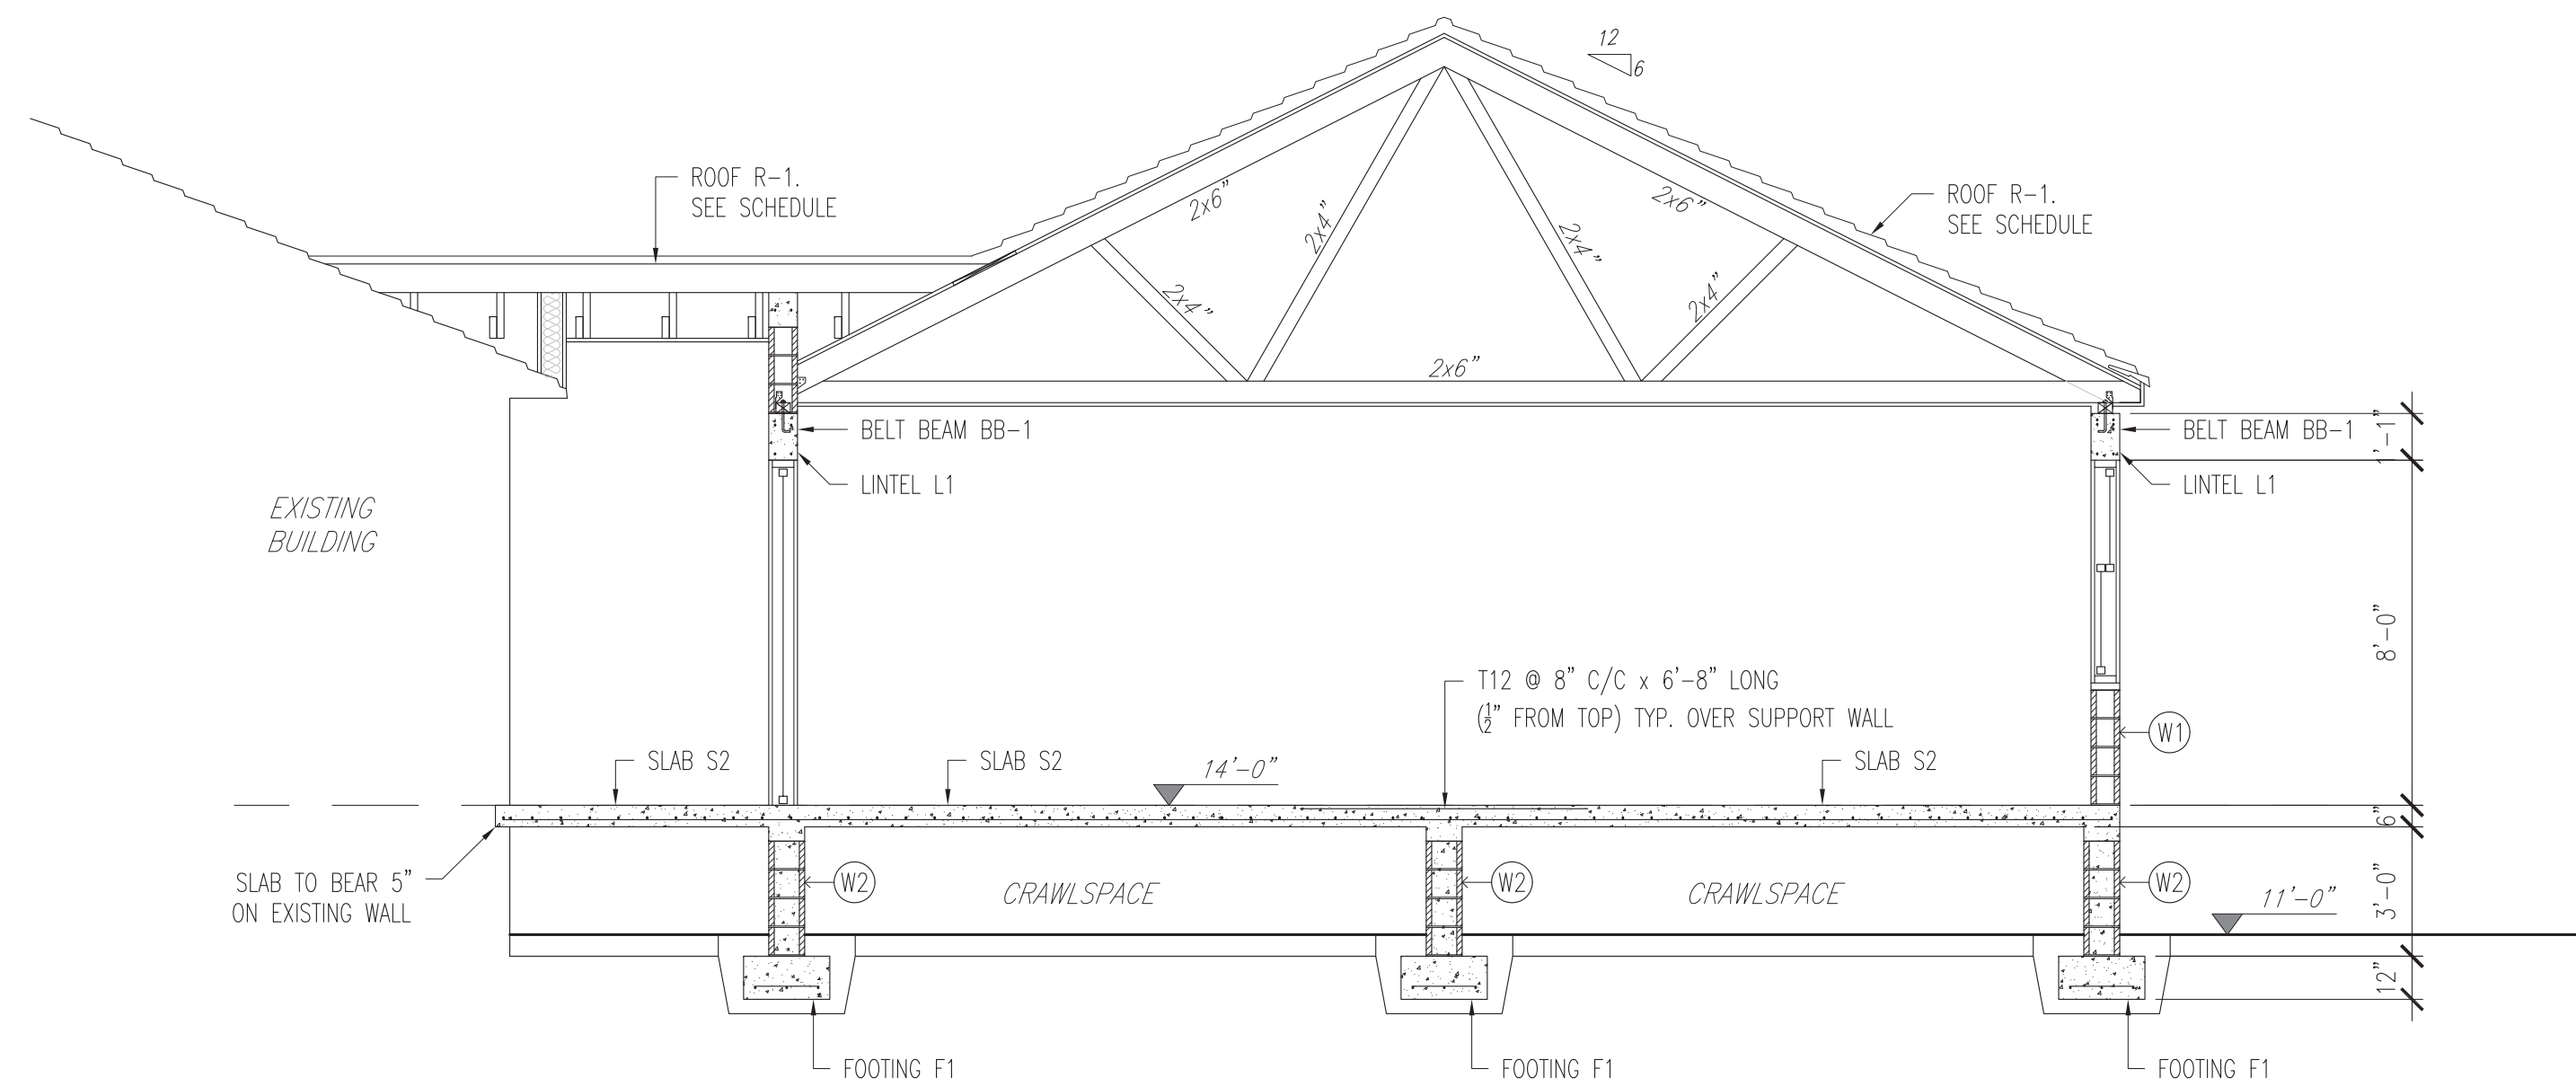 12
6
ROOF R-1.
SEE SCHEDULE
ROOF R-1.
SEE SCHEDULE
2x6”
2x4”
2x4”
2x6”
2x4”
2x4”
2x6”
BELT BEAM BB-1
LINTEL L1
BELT BEAM BB-1
LINTEL L1
1’-1”
EXISTING
BUILDING
8’-0”
T12 @ 8” C/C x 6’-8” LONG
(½” FROM TOP) TYP. OVER SUPPORT WALL
W1
SLAB S2
SLAB S2
14’-0”
SLAB S2
6”
SLAB TO BEAR 5”
ON EXISTING WALL
W2
CRAWLSPACE
W2
CRAWLSPACE
W2
11’-0”
3’-0”
12”
FOOTING F1
FOOTING F1
FOOTING F1